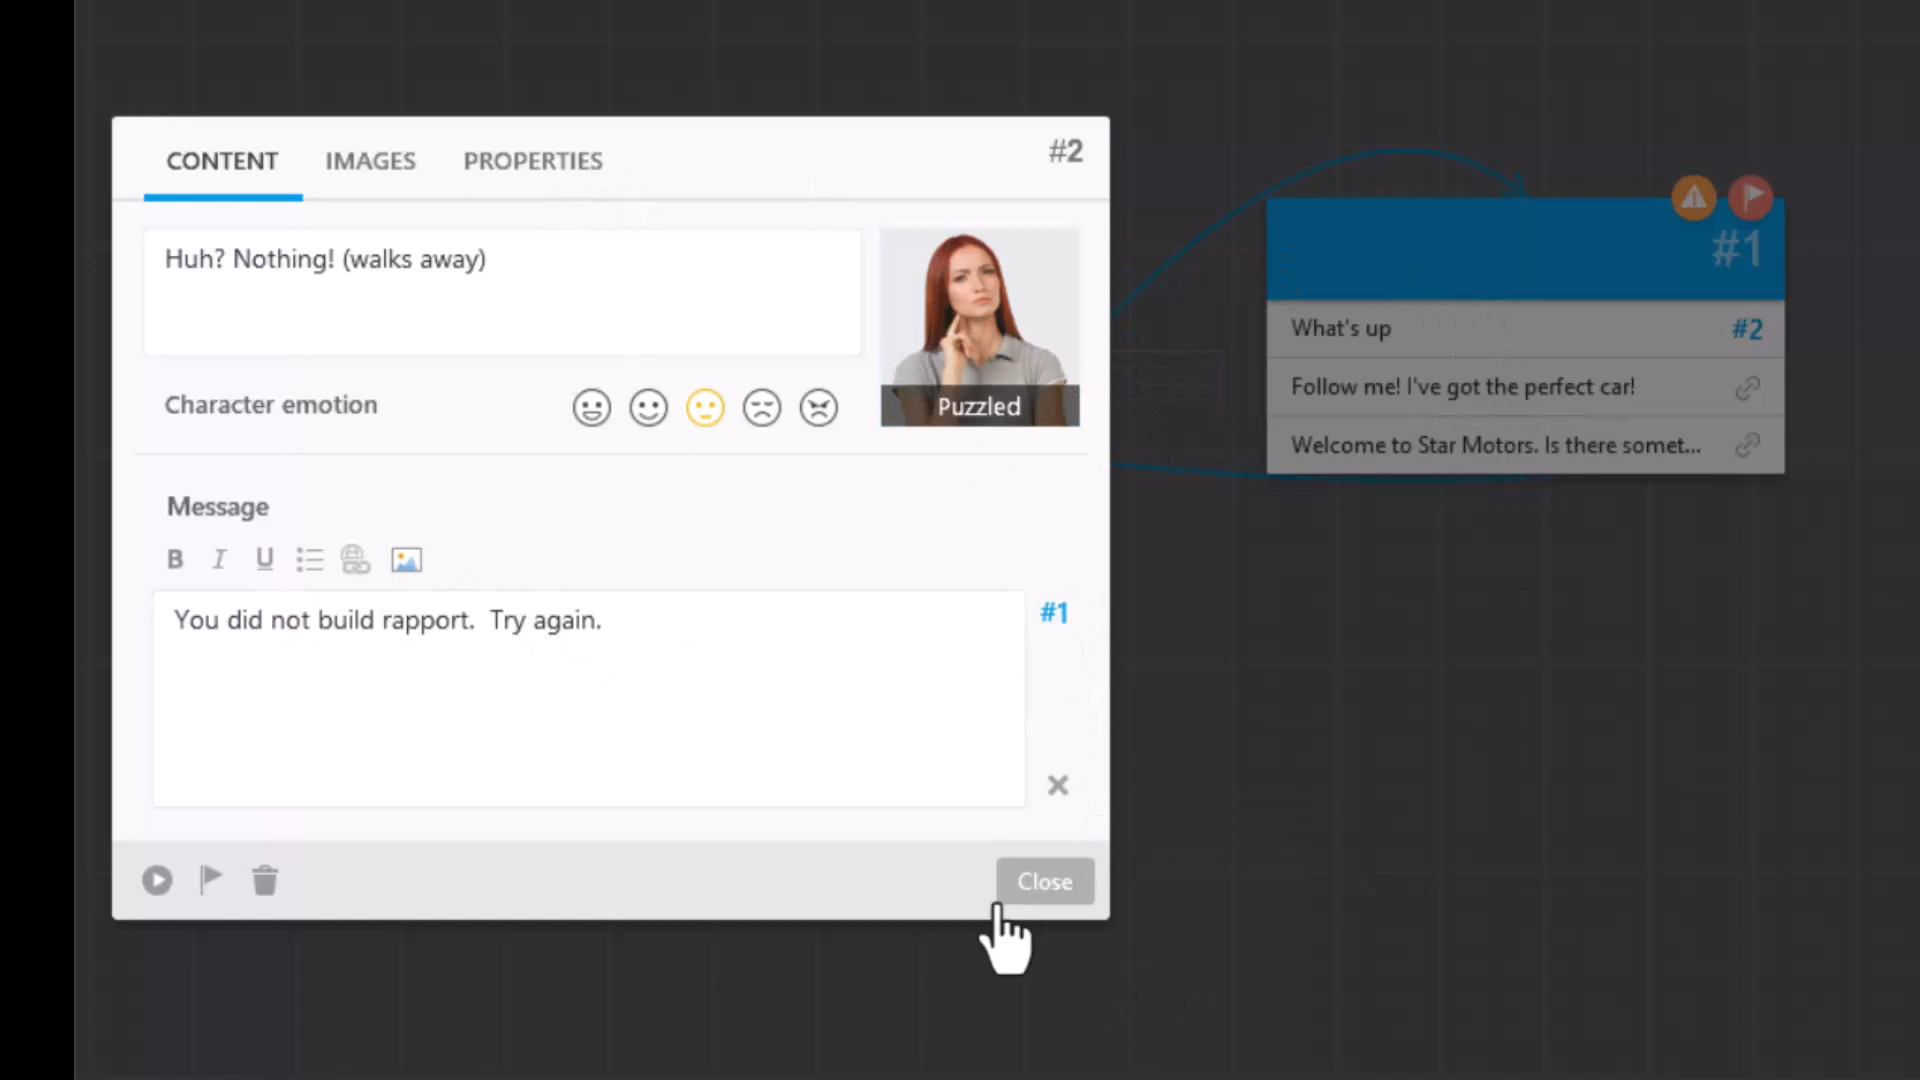 CONTENT IMAGES PROPERTIES #2
Huh? Nothing! (walks away)
Puzzled
Character emotion
Message
B I U
You did not build rapport.  Try again.
#1
Close
#1
What's up #2
Follow me! I've got the perfect car!
Welcome to Star Motors. Is there somet...